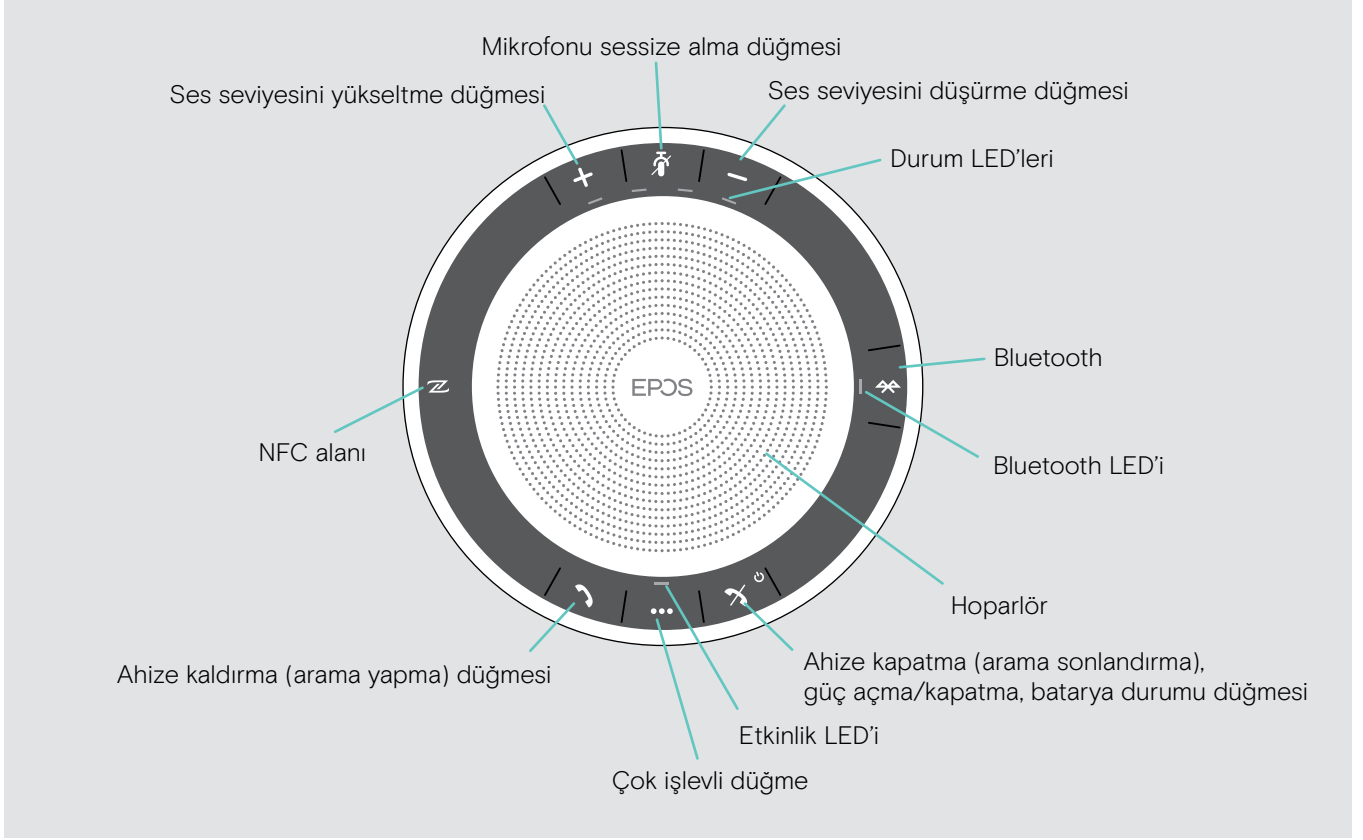 Mikrofonu sessize alma düğmesi
Ses seviyesini yükseltme düğmesi
Ses seviyesini düşürme düğmesi
Durum LED’leri
Bluetooth
EPOS
NFC alanı
Bluetooth LED’i
Hoparlör
Ahize kaldırma (arama yapma) düğmesi
Ahize kapatma (arama sonlandırma),
güç açma/kapatma, batarya durumu düğmesi
Etkinlik LED’i
Çok işlevli düğme